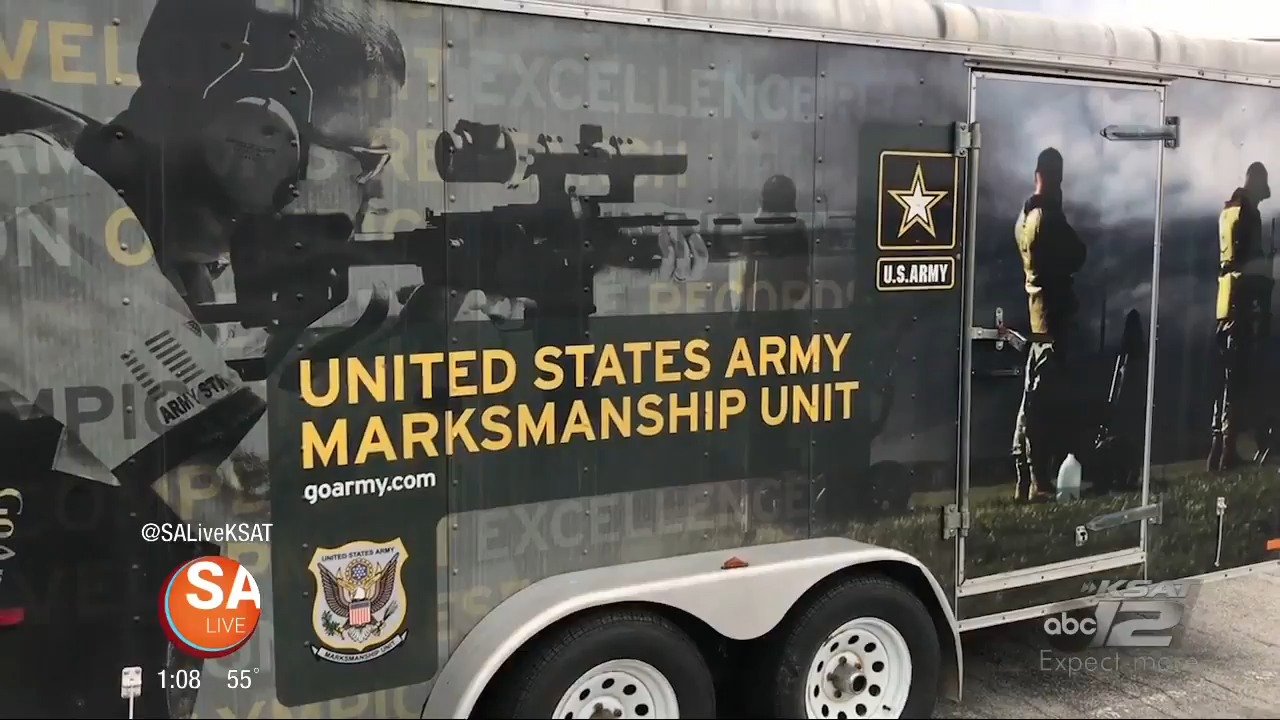 EXCELLENCE
RECORDS
U.S.ARMY
UNITED STATES ARMY
MARKSMANSHIP UNIT
goarmy.com
EXCELLENCE
ARMY
UNITED STATES ARMY
MARKSMANSHIP UNIT
@SALiveKSAT
SA
LIVE
1:08 55°
KSAT
abc 12
Expect more